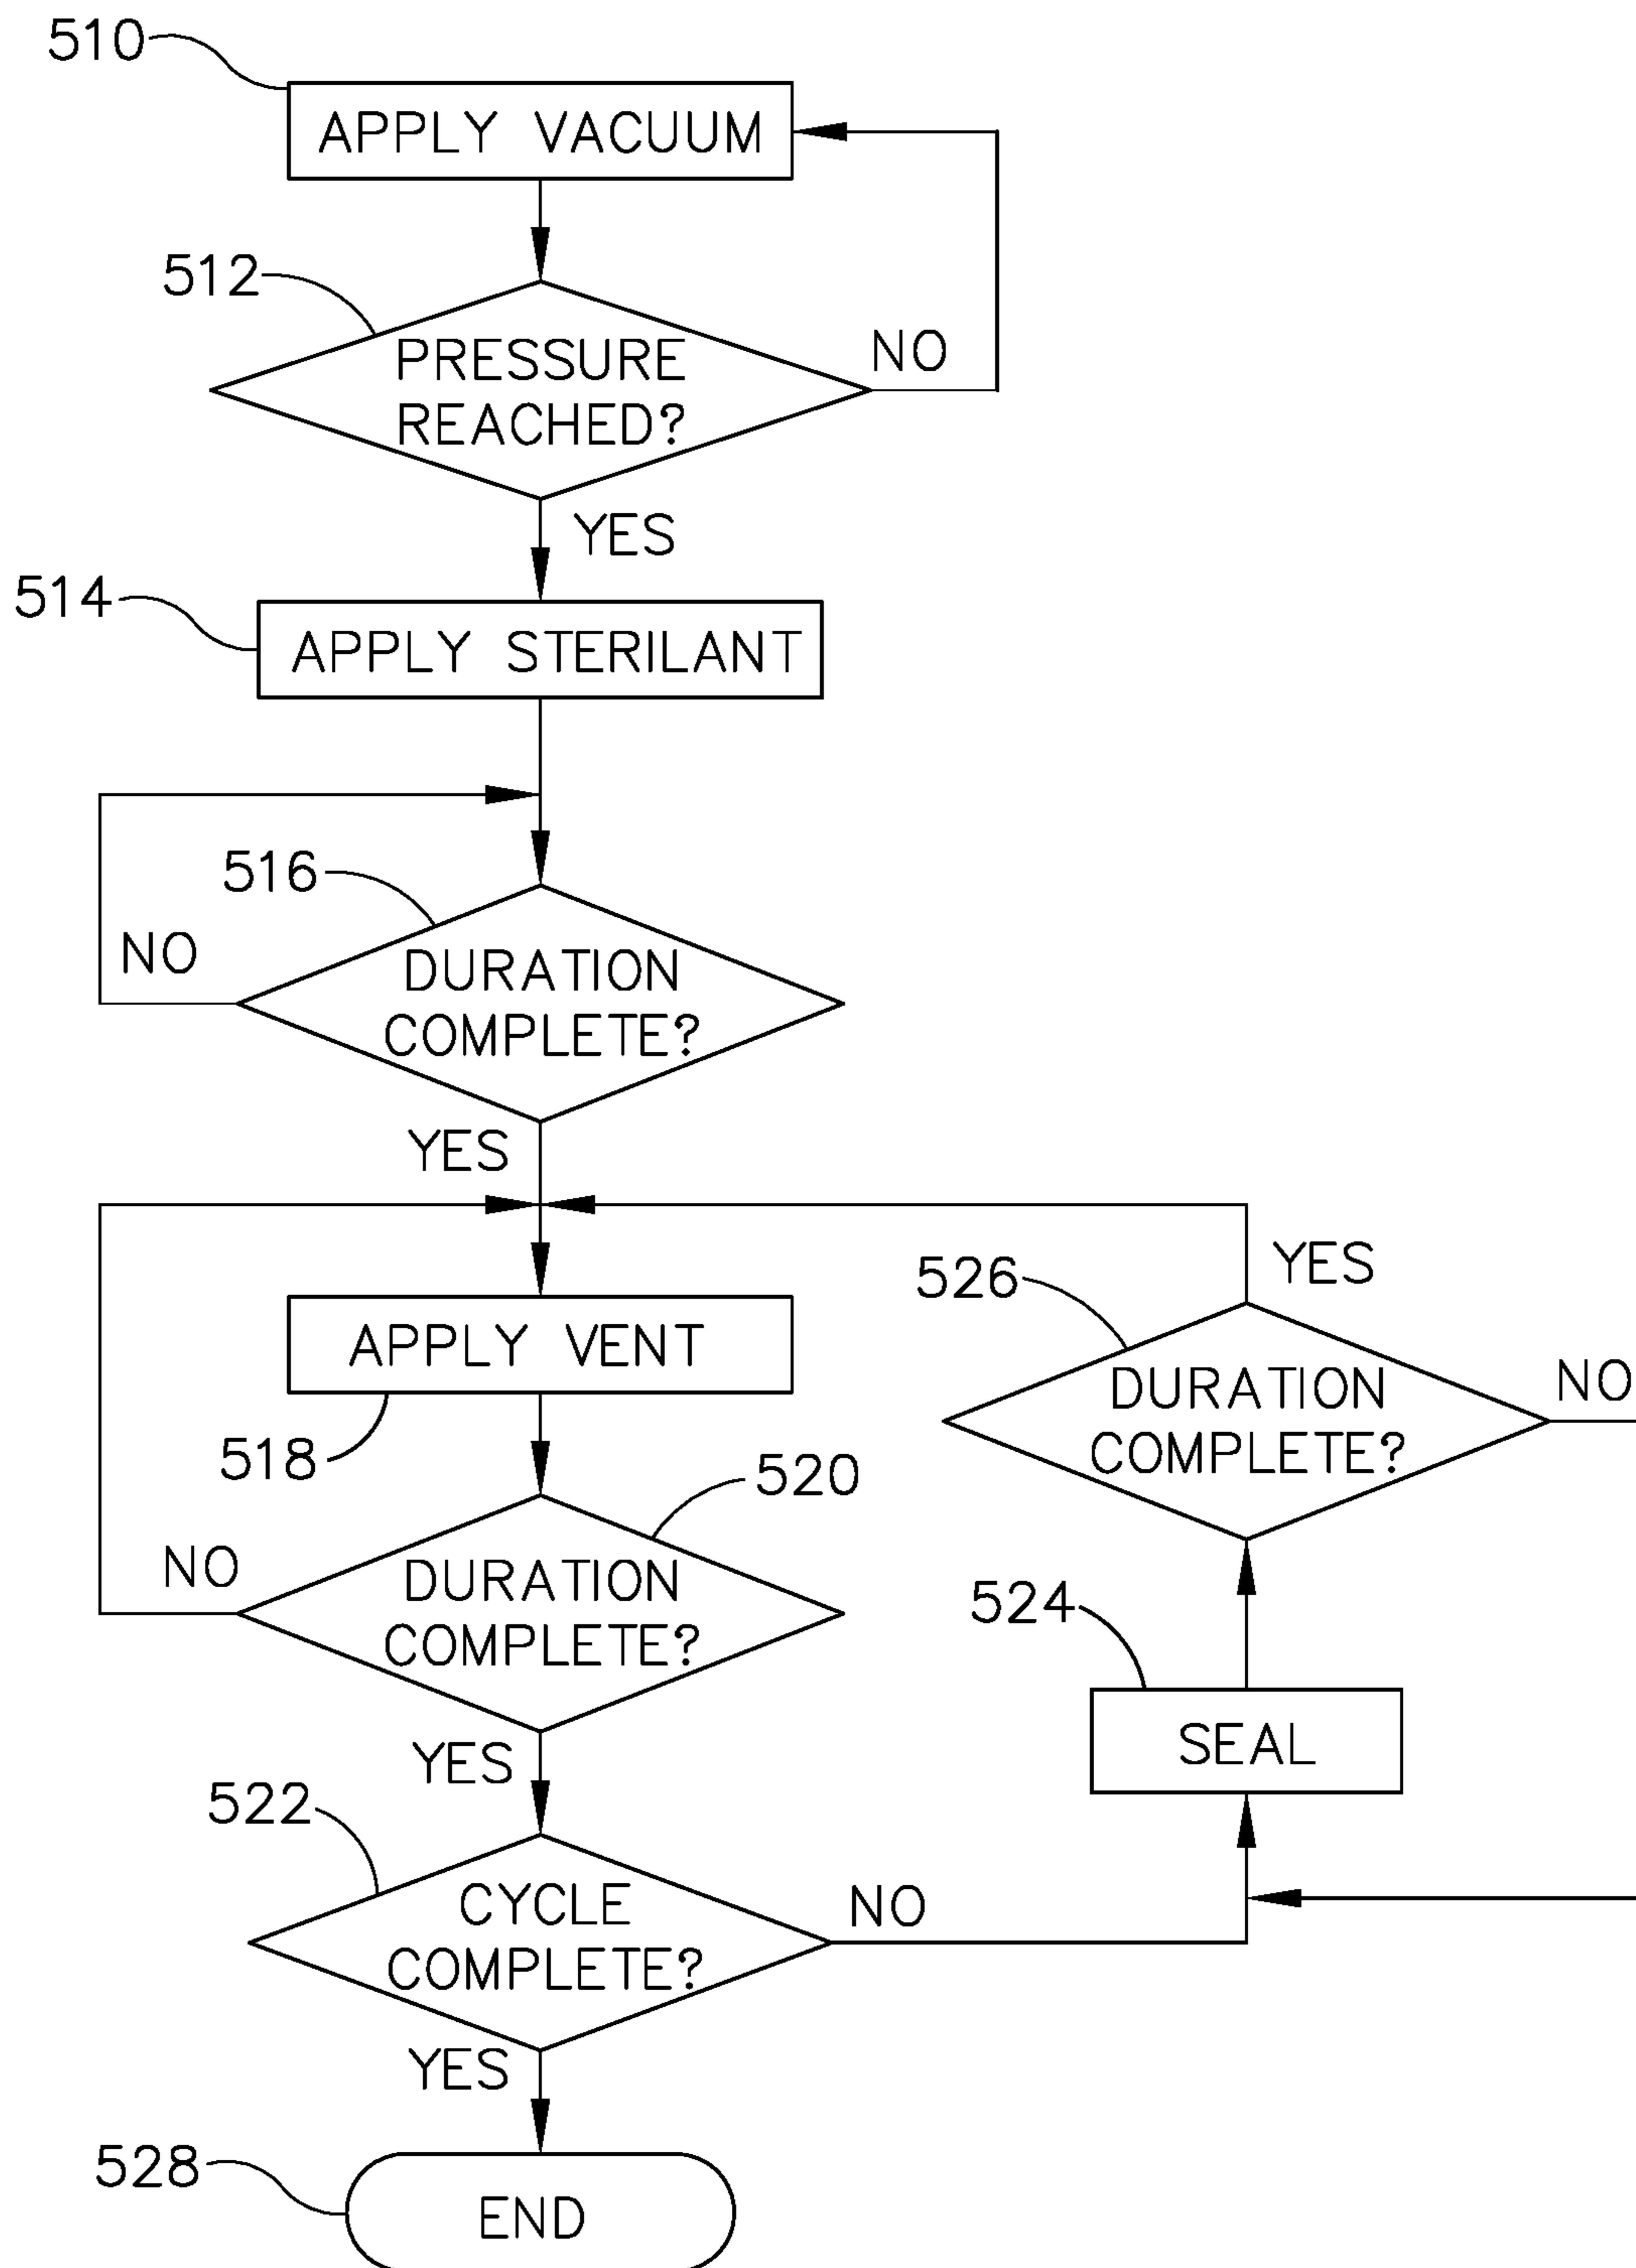 510
APPLY VACUUM
512
PRESSURE
REACHED?
NO
YES
514
APPLY STERILANT
516
NO
DURATION
COMPLETE?
YES
526
YES
APPLY VENT
DURATION
COMPLETE?
NO
518
520
NO
DURATION
COMPLETE?
524
SEAL
YES
522
CYCLE
COMPLETE?
NO
YES
528
END